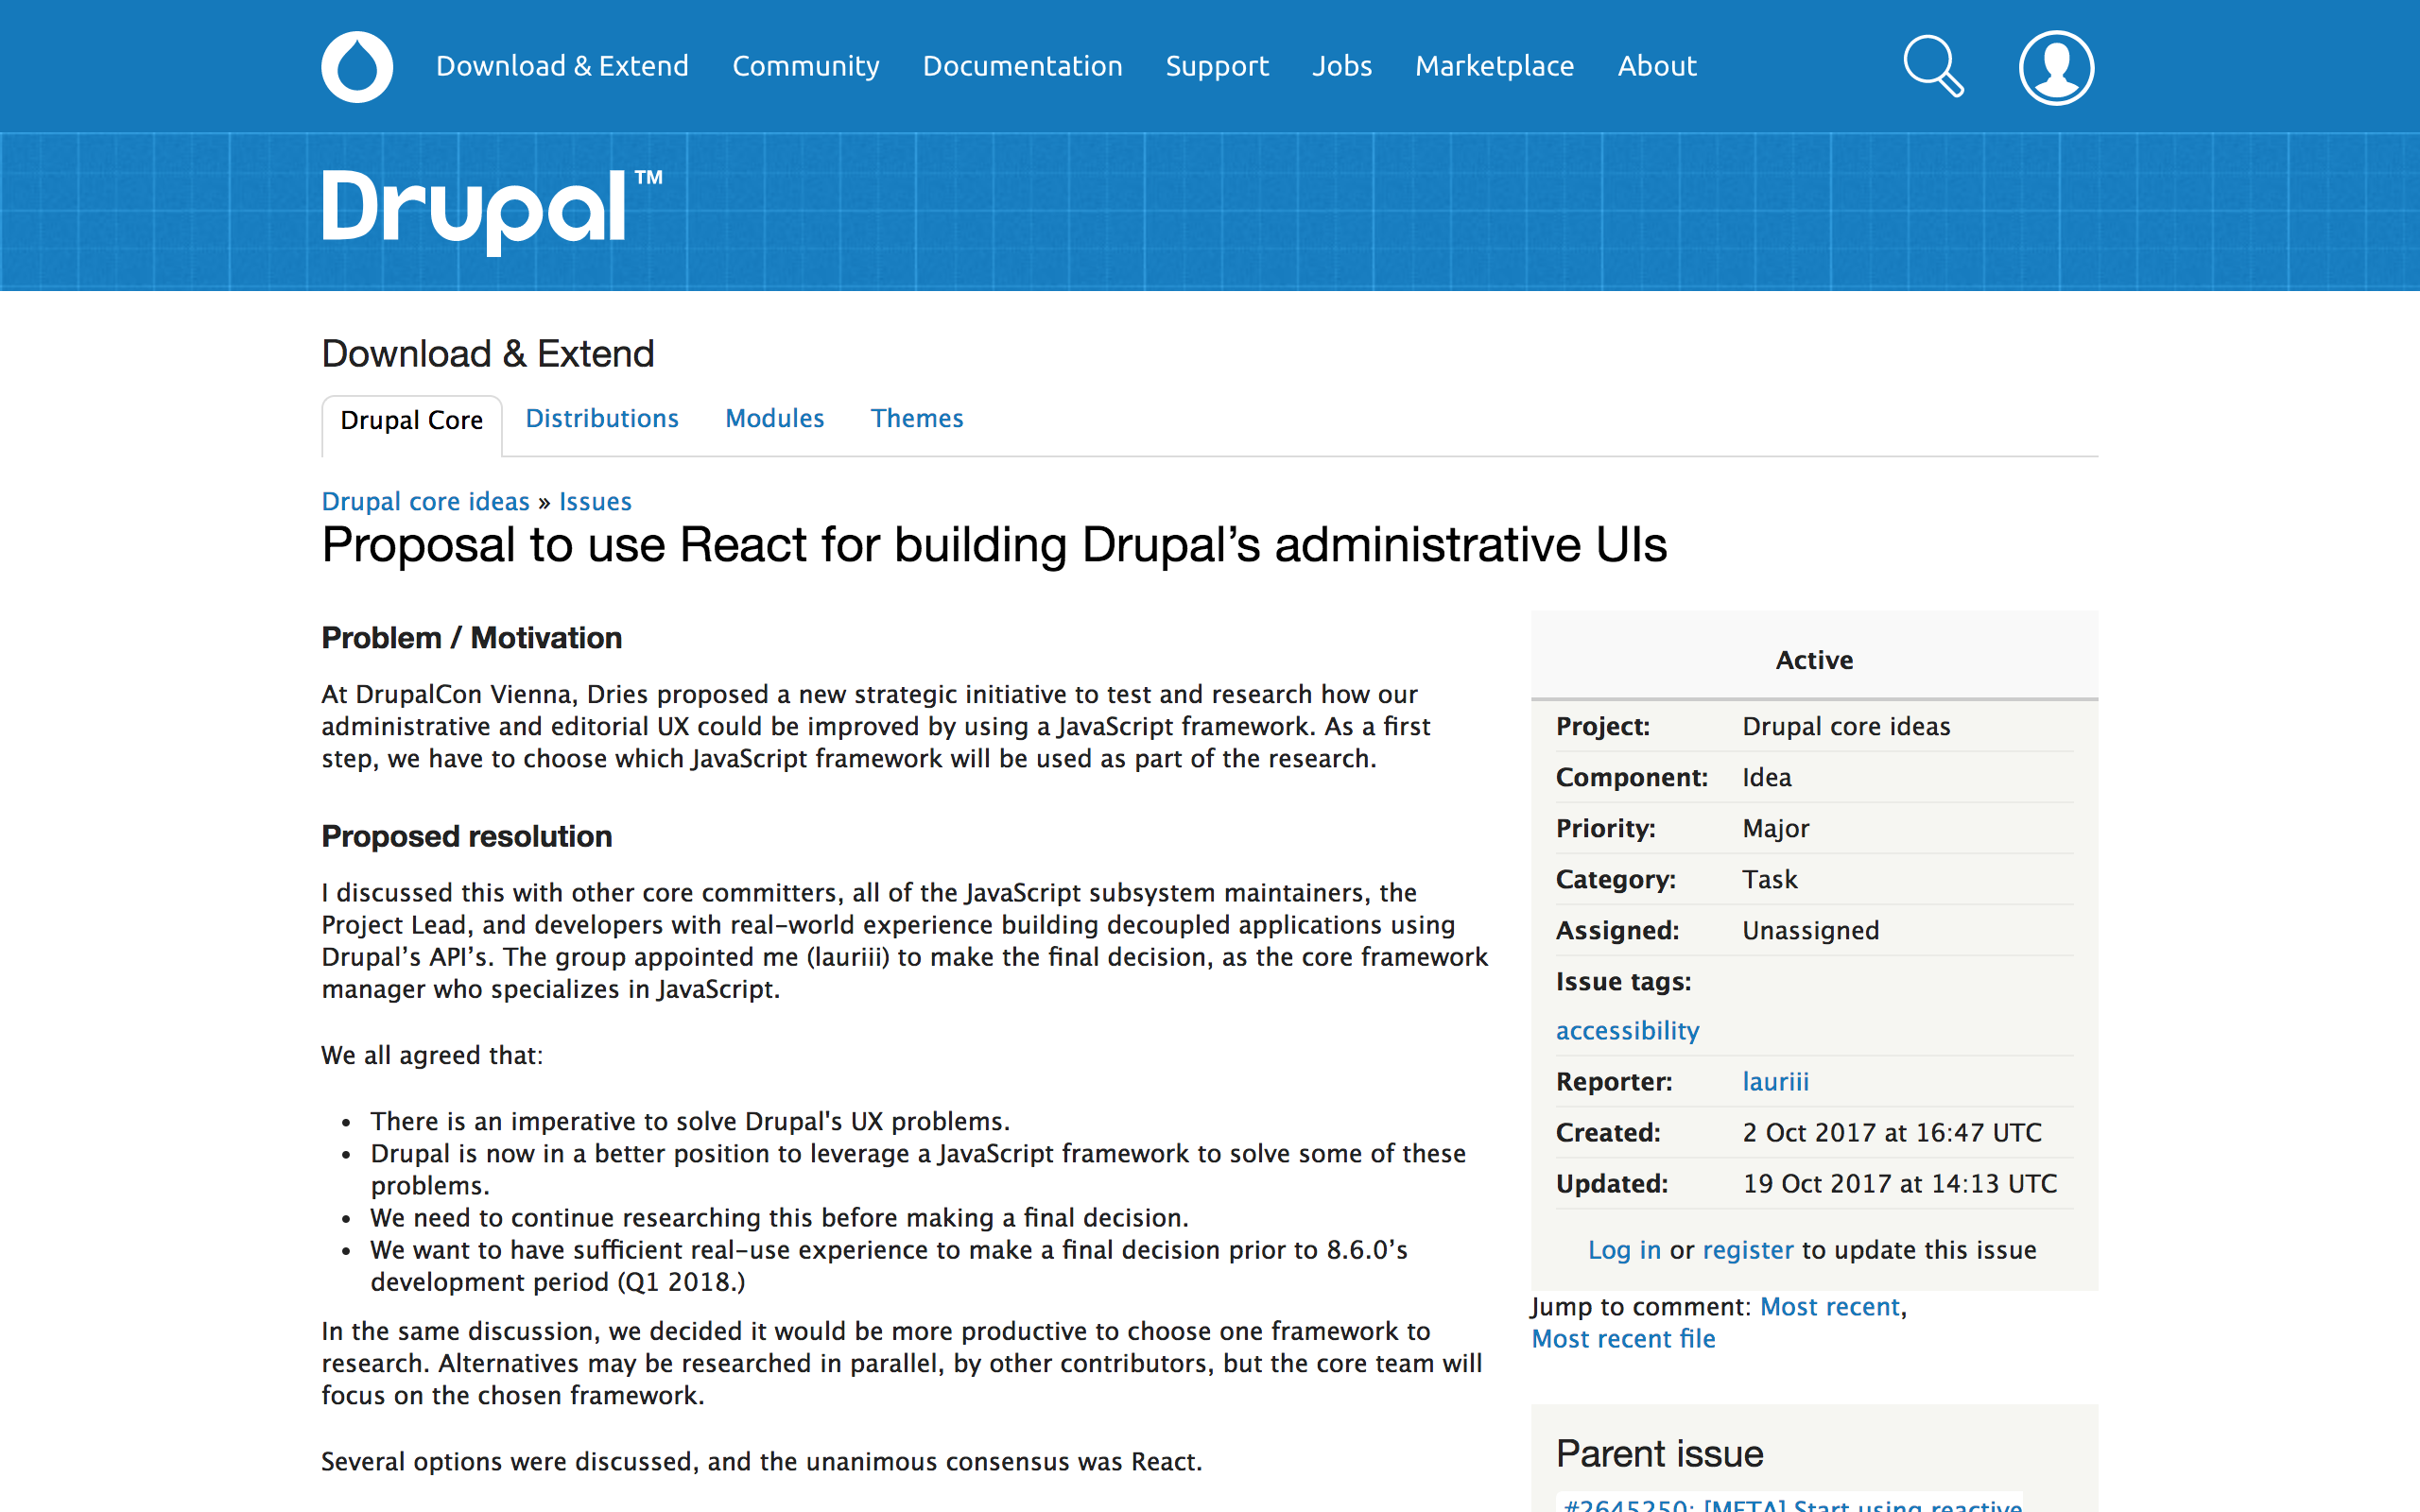 Download & Extend Community Documentation Support Jobs Marketplace About
Drupal™
Download & Extend
Drupal Core Distributions Modules Themes
Drupal core ideas » Issues
Proposal to use React for building Drupal’s administrative UIs
Problem / Motivation
At DrupalCon Vienna, Dries proposed a new strategic initiative to test and research how our
administrative and editorial UX could be improved by using a JavaScript framework. As a first
step, we have to choose which JavaScript framework will be used as part of the research.
Proposed resolution
I discussed this with other core committers, all of the JavaScript subsystem maintainers, the
Project Lead, and developers with real-world experience building decoupled applications using
Drupal’s API’s. The group appointed me (lauriii) to make the final decision, as the core framework
manager who specializes in JavaScript.
We all agreed that:
• There is an imperative to solve Drupal's UX problems.
• Drupal is now in a better position to leverage a JavaScript framework to solve some of these
problems.
• We need to continue researching this before making a final decision.
• We want to have sufficient real-use experience to make a final decision prior to 8.6.0’s
development period (Q1 2018.)
In the same discussion, we decided it would be more productive to choose one framework to
research. Alternatives may be researched in parallel, by other contributors, but the core team will
focus on the chosen framework.
Several options were discussed, and the unanimous consensus was React.
Active
Project: Drupal core ideas
Component: Idea
Priority: Major
Category: Task
Assigned: Unassigned
Issue tags:
accessibility
Reporter: lauriii
Created: 2 Oct 2017 at 16:47 UTC
Updated: 19 Oct 2017 at 14:13 UTC
Log in or register to update this issue
Jump to comment: Most recent,
Most recent file
Parent issue
#2645250: [META] Start using reactive